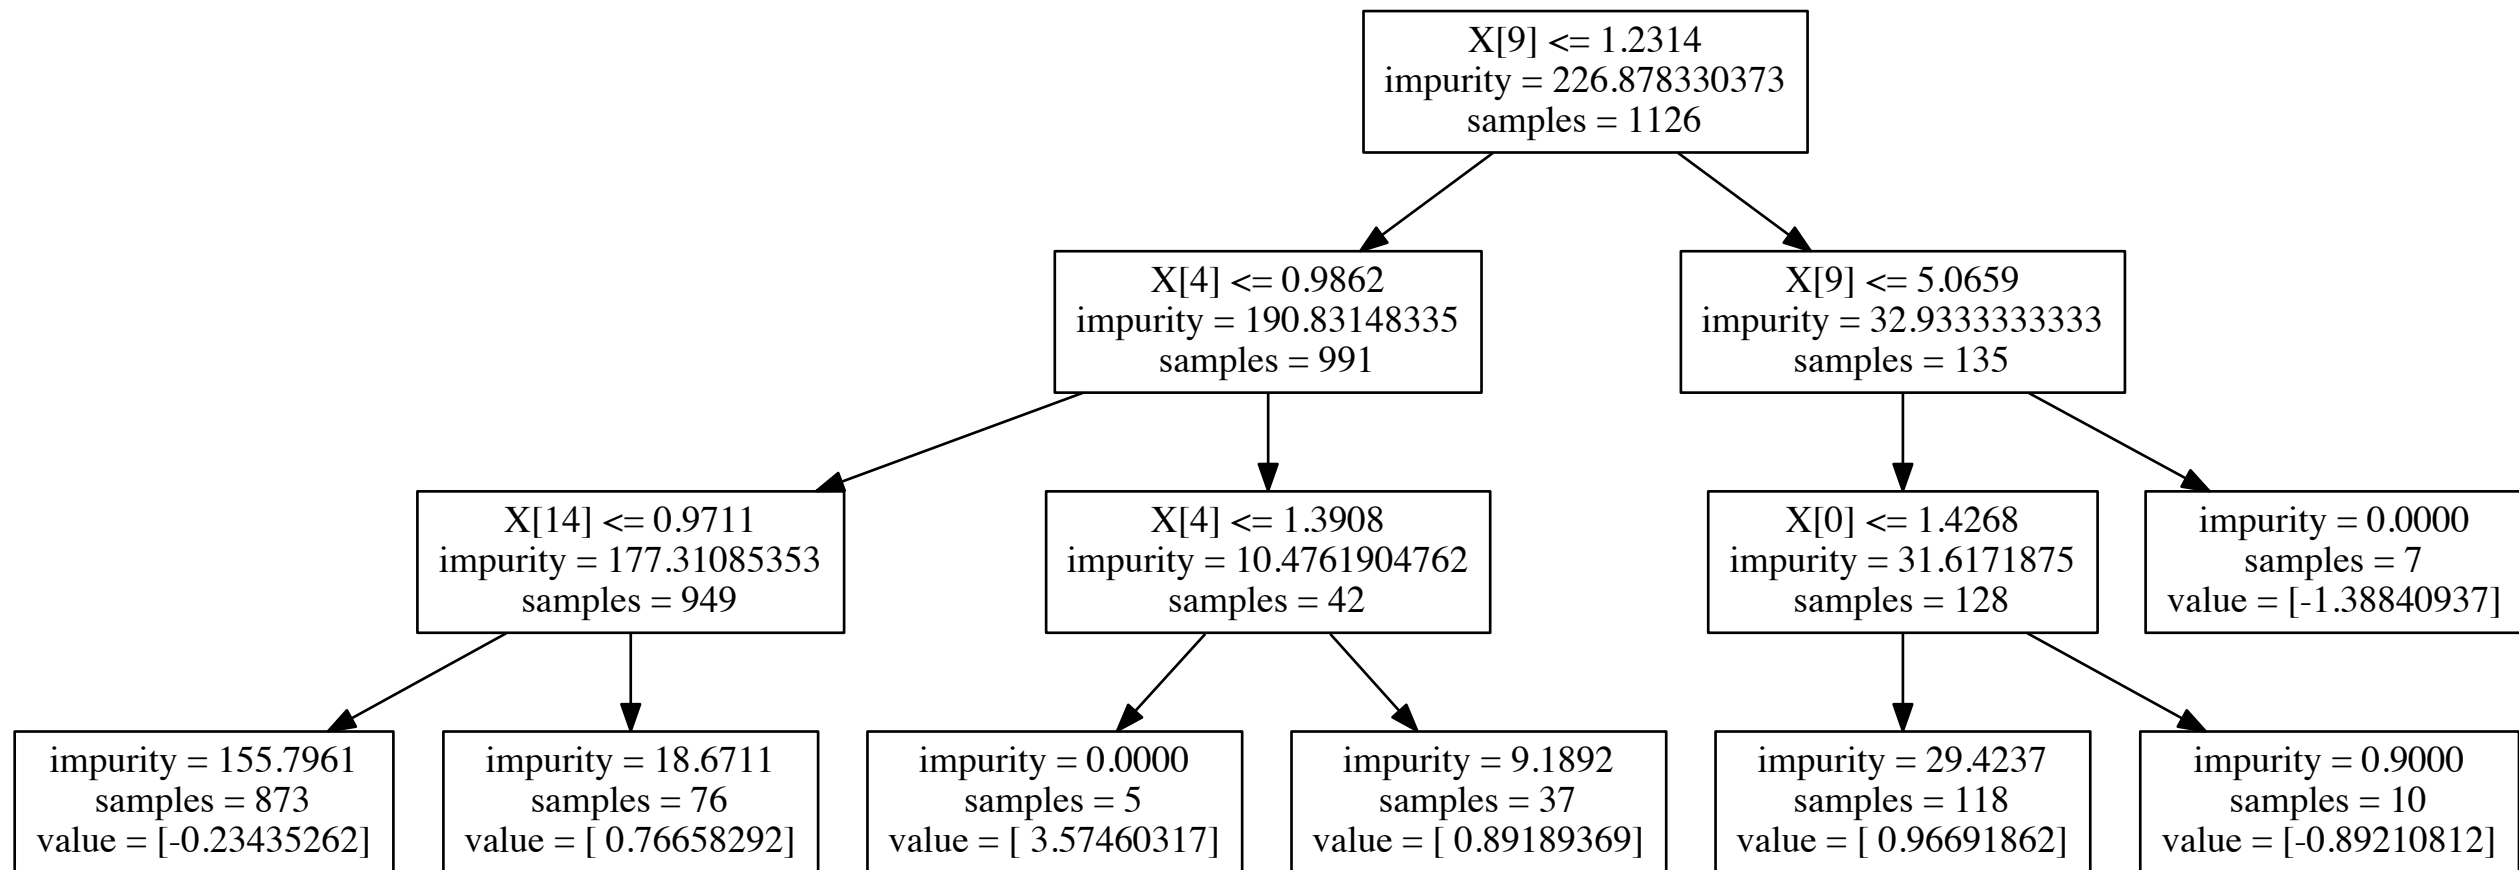 X[9] <= 1.2314
impurity = 226.878330373
samples = 1126
X[4] <= 0.9862
impurity = 190.83148335
samples = 991
X[9] <= 5.0659
impurity = 32.9333333333
samples = 135
X[14] <= 0.9711
impurity = 177.31085353
samples = 949
X[4] <= 1.3908
impurity = 10.4761904762
samples = 42
X[0] <= 1.4268
impurity = 31.6171875
samples = 128
impurity = 0.0000
samples = 7
value = [-1.38840937]
impurity = 155.7961
samples = 873
value = [-0.23435262]
impurity = 18.6711
samples = 76
value = [ 0.76658292]
impurity = 0.0000
samples = 5
value = [ 3.57460317]
impurity = 9.1892
samples = 37
value = [ 0.89189369]
impurity = 29.4237
samples = 118
value = [ 0.96691862]
impurity = 0.9000
samples = 10
value = [-0.89210812]